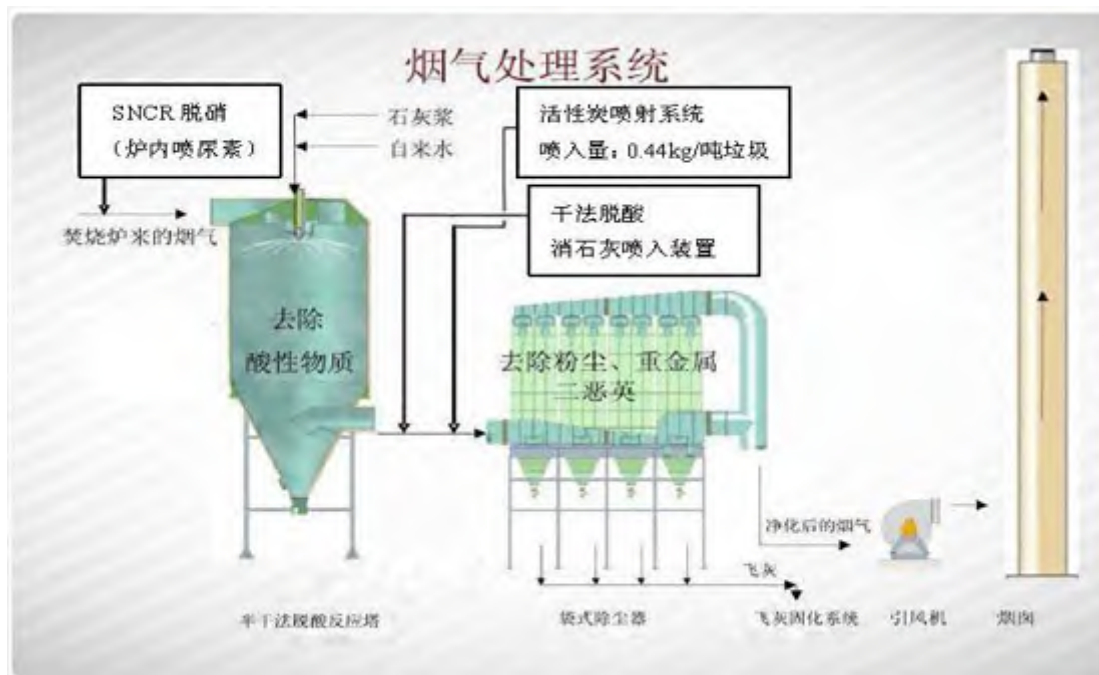 烟气处理系统
SNCR 脱硝
（炉内喷尿素）
石灰浆
自来水
活性炭喷射系统
喷入量：0.44kg/吨垃圾
干法脱酸
消石灰喷入装置
焚烧炉来的烟气
去除
酸性物质
去除粉尘、重金属
二恶英
净化后的烟气
飞灰
半干法脱酸反应塔
袋式除尘器
飞灰固化系统
引风机
烟囱